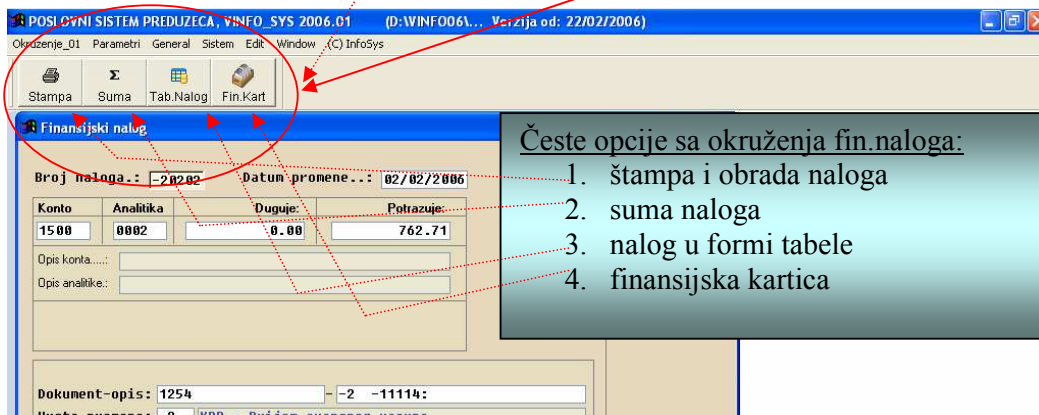 POSLOVNI SISTEM PREDUZECA, VINFO_SYS 2006.01 (D:\WINFO06\... Verzija od: 22/02/2006)
Okruzenje_01 Parametri General Sistem Edit Window (C) InfoSys
Stampa Suma Tab.Nalog Fin.Kart
Finansijski nalog
Česte opcije sa okruženja fin.naloga:
1. štampa i obrada naloga
2. suma naloga
3. nalog u formi tabele
4. finansijska kartica
Broj naloga.: -20202 Datum promene..: 02/02/2006
Konto Analitika Duguje: Potrazuje:
1500 0002 0.00 762.71
Opis konta....:
Opis analitike.:
Dokument-opis: 1254 - -2 -11114: